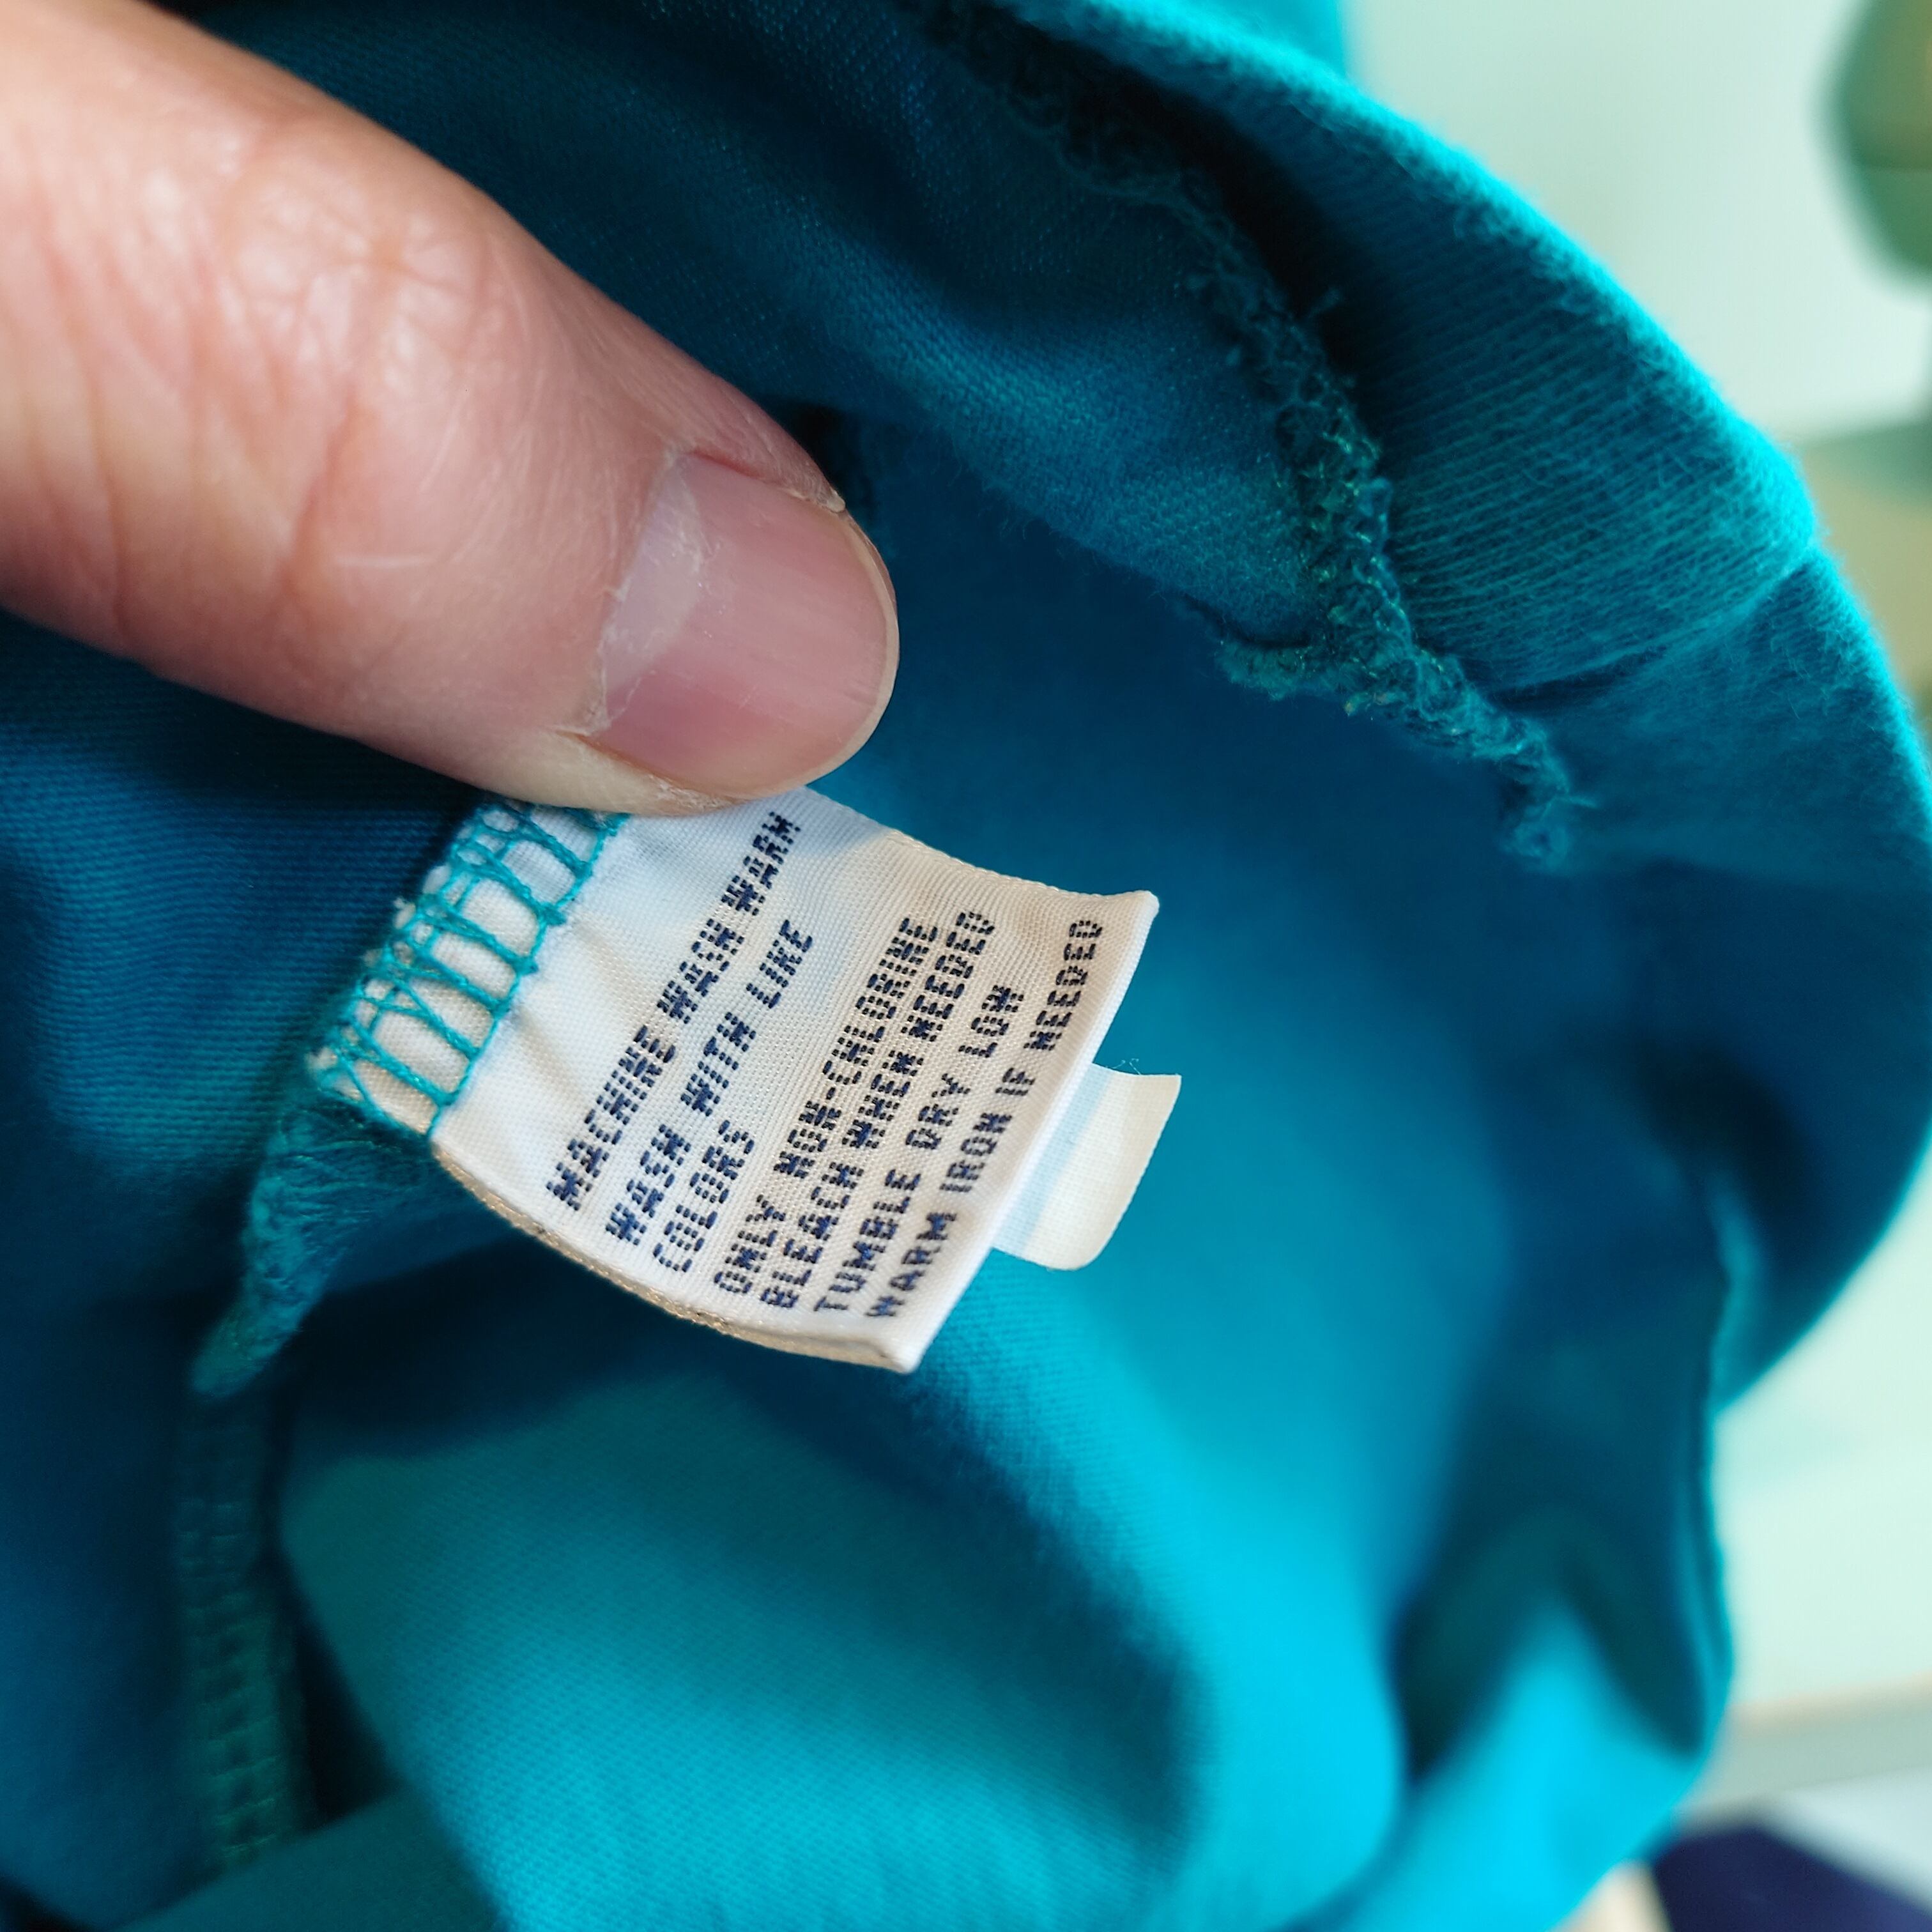 MACHINE WASH WARM
WASH WITH LIKE
COLORS
ONLY NON-CHLORINE
BLEACH WHEN NEEDED
TUMBLE DRY LOW
WARM IRON IF NEEDED